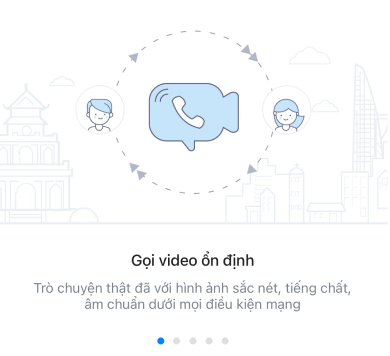 Gọi video ổn định
Trò chuyện thật đã với hình ảnh sắc nét, tiếng chất,
âm chuẩn dưới mọi điều kiện mạng